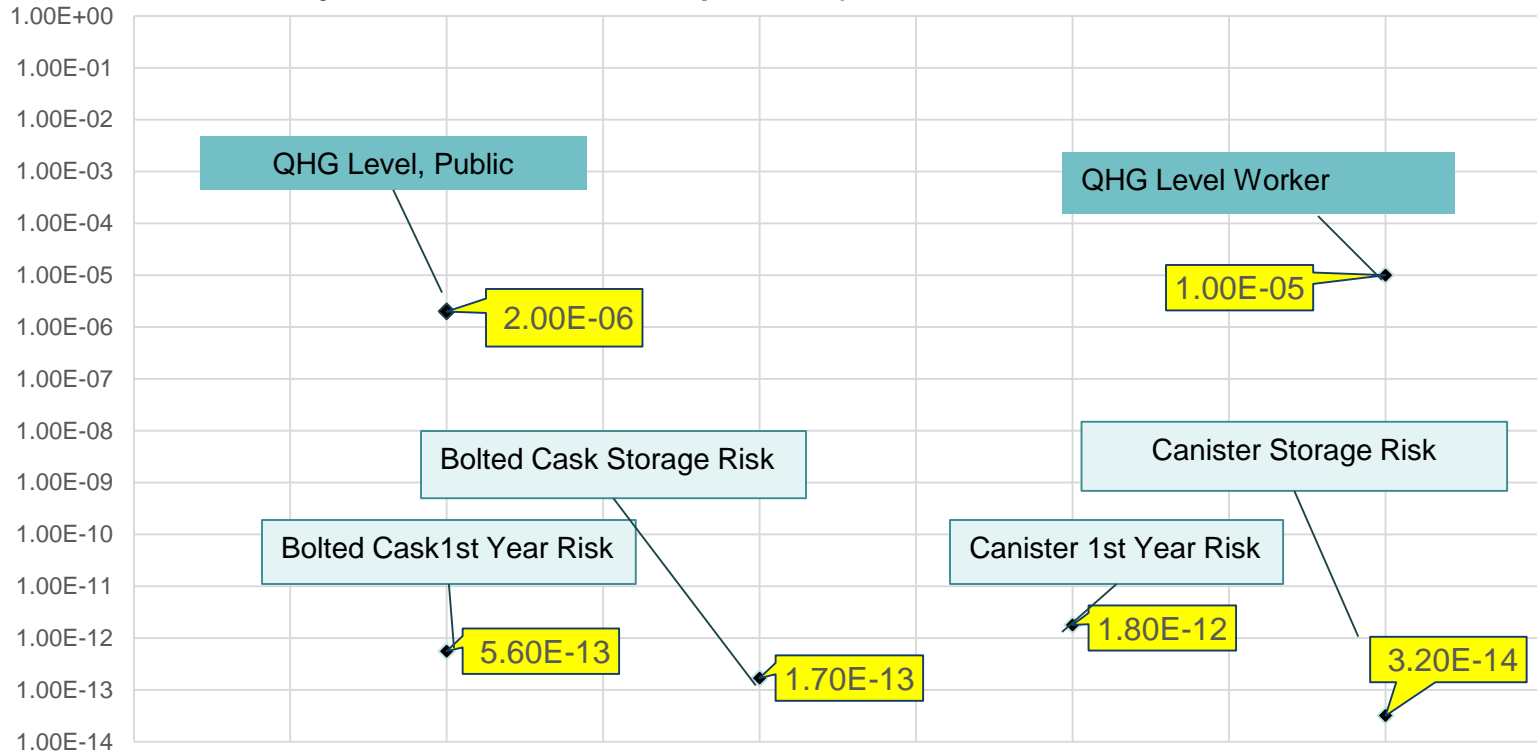 1.00E+00
1.00E-01
1.00E-02
1.00E-03
1.00E-04
1.00E-05
1.00E-06
1.00E-07
1.00E-08
1.00E-09
1.00E-10
1.00E-11
1.00E-12
1.00E-13
1.00E-14
QHG Level, Public
QHG Level Worker
1.00E-05
2.00E-06
Bolted Cask Storage Risk
Canister Storage Risk
Bolted Cask1st Year Risk
Canister 1st Year Risk
5.60E-13
1.70E-13
1.80E-12
3.20E-14